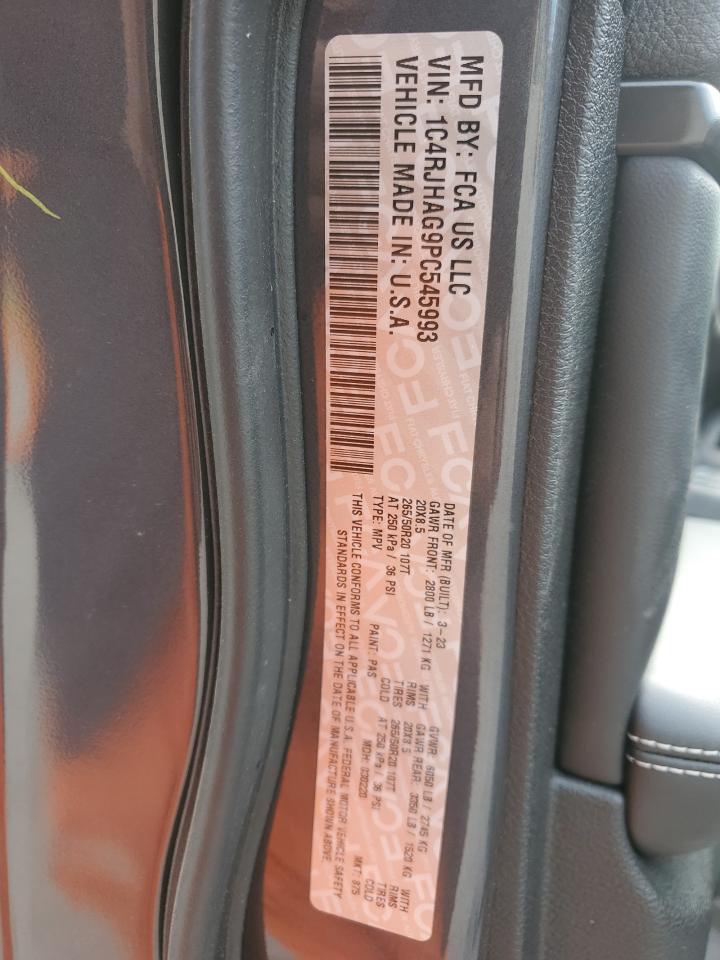 MFD BY: FCA US LLC
VIN: 1C4RJHAG9PC545993
VEHICLE MADE IN: U.S.A.
DATE OF MFR (BUILT): 3-23 GVWR: 6050 LB / 2745 KG
GAWR FRONT: 2800 LB / 1271 KG WITH GAWR REAR: 3350 LB / 1520 KG WITH
20X8.5 RIMS 20X8.5 RIMS
265/50R20 107T TIRES 265/50R20 107T TIRES
AT 250 kPa / 36 PSI COLD AT 250 kPa / 36 PSI COLD
TYPE: MPV PAINT: PAS MDH: 030220 MKT: 875
THIS VEHICLE CONFORMS TO ALL APPLICABLE U.S.A. FEDERAL MOTOR VEHICLE SAFETY
STANDARDS IN EFFECT ON THE DATE OF MANUFACTURE SHOWN ABOVE.